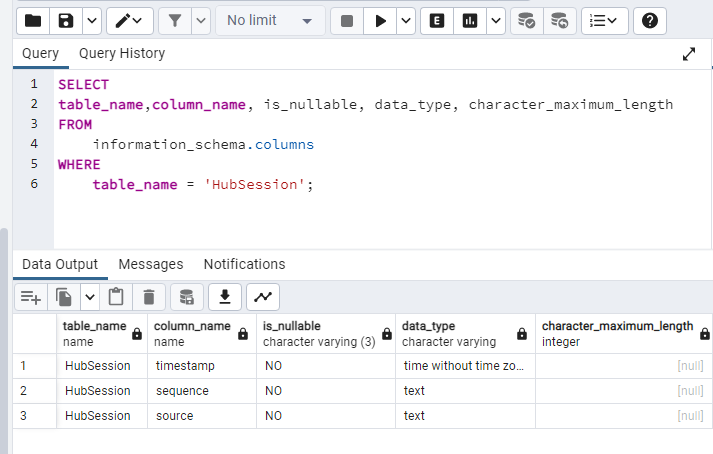 No limit
E
Query Query History
1 SELECT
2 table_name,column_name, is_nullable, data_type, character_maximum_length
3 FROM
4 information_schema.columns
5 WHERE
6 table_name = 'HubSession';
Data Output Messages Notifications
table_name column_name is_nullable data_type character_maximum_length
name name character varying (3) character varying integer
1 HubSession timestamp NO time without time zo... [null]
2 HubSession sequence NO text [null]
3 HubSession source NO text [null]